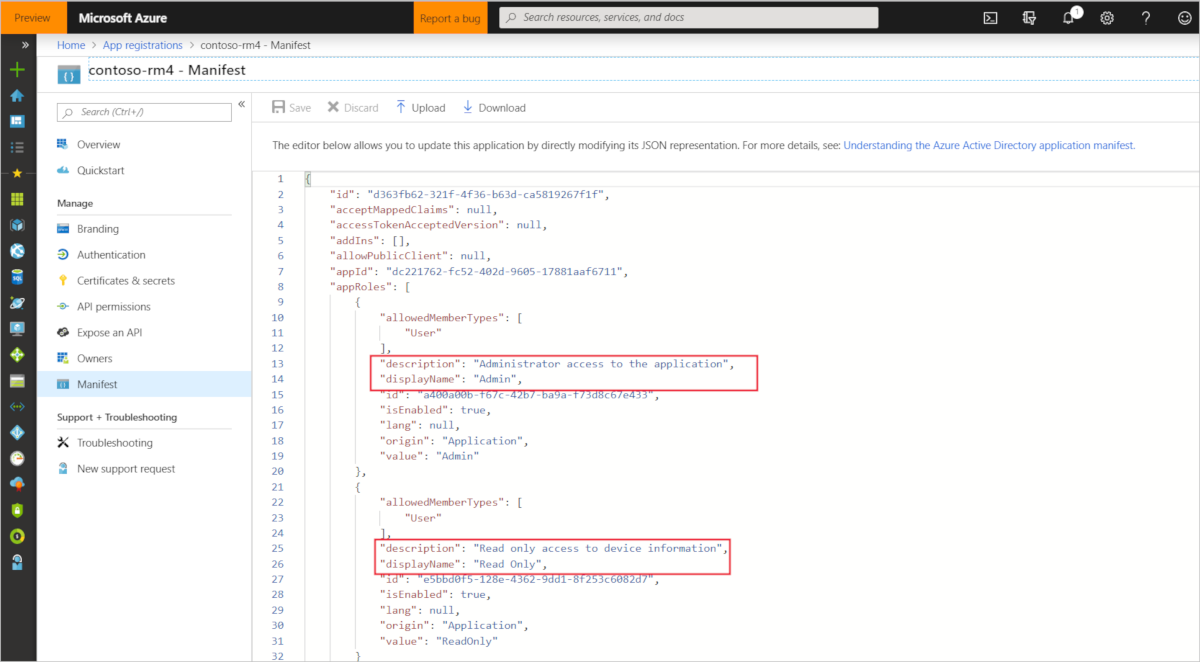 Preview
Microsoft Azure
Report a bug
Search resources, services, and docs
1
Home > App registrations > contoso-rm4 - Manifest
contoso-rm4 - Manifest
Search (Ctrl+/)
Overview
Quickstart
Manage
Branding
Authentication
Certificates & secrets
API permissions
Expose an API
Owners
Manifest
Support + Troubleshooting
Troubleshooting
New support request
Save Discard Upload Download
The editor below allows you to update this application by directly modifying its JSON representation. For more details, see: Understanding the Azure Active Directory application manifest.
1 {
2 "id": "d363fb62-321f-4f36-b63d-ca5819267f1f",
3 "acceptMappedClaims": null,
4 "accessTokenAcceptedVersion": null,
5 "addIns": [],
6 "allowPublicClient": null,
7 "appId": "dc221762-fc52-402d-9605-17881aaf6711",
8 "appRoles": [
9 {
10 "allowedMemberTypes": [
11 "User"
12 ],
13 "description": "Administrator access to the application",
14 "displayName": "Admin",
15 "id": "a400a00b-f67c-42b7-ba9a-f73d8c67e433",
16 "isEnabled": true,
17 "lang": null,
18 "origin": "Application",
19 "value": "Admin"
20 },
21 {
22 "allowedMemberTypes": [
23 "User"
24 ],
25 "description": "Read only access to device information",
26 "displayName": "Read Only",
27 "id": "e5bbd0f5-128e-4362-9dd1-8f253c6082d7",
28 "isEnabled": true,
29 "lang": null,
30 "origin": "Application",
31 "value": "ReadOnly"
32 }